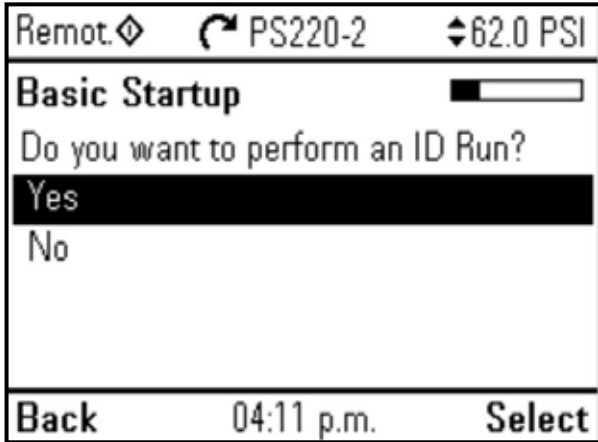 Remot. PS220-2 62.0 PSI
Basic Startup
Do you want to perform an ID Run?
Yes
No
Back 04:11 p.m. Select